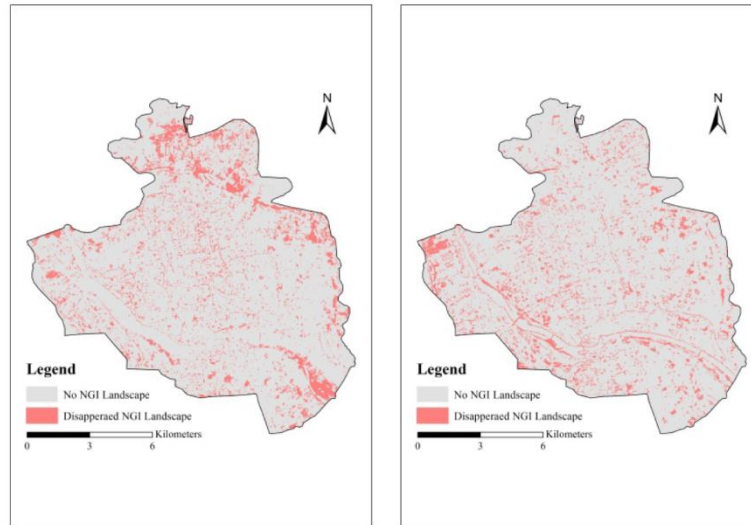 N
Legend
No NGI Landscape
Disapperaed NGI Landscape
Kilometers
0 3 6
N
Legend
No NGI Landscape
Disapperaed NGI Landscape
Kilometers
0 3 6